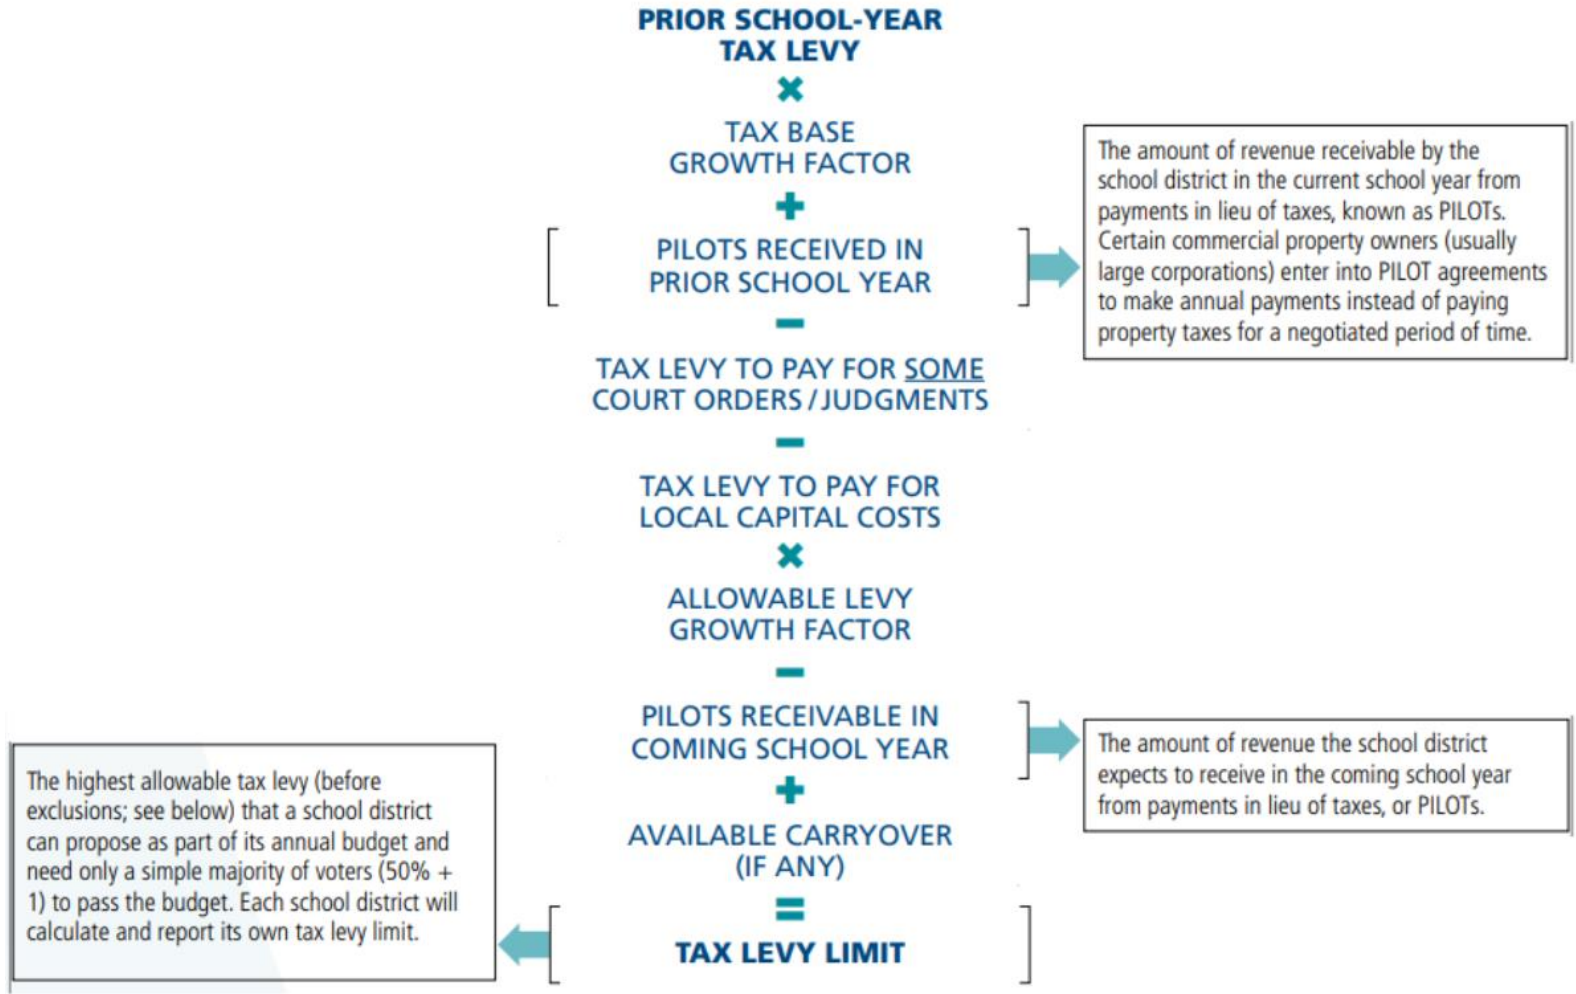 PRIOR SCHOOL-YEAR
TAX LEVY
×
TAX BASE
GROWTH FACTOR
+
PILOTS RECEIVED IN
PRIOR SCHOOL YEAR
The amount of revenue receivable by the
school district in the current school year from
payments in lieu of taxes, known as PILOTs.
Certain commercial property owners (usually
large corporations) enter into PILOT agreements
to make annual payments instead of paying
property taxes for a negotiated period of time.
–
TAX LEVY TO PAY FOR SOME
COURT ORDERS/JUDGMENTS
–
TAX LEVY TO PAY FOR
LOCAL CAPITAL COSTS
×
ALLOWABLE LEVY
GROWTH FACTOR
–
PILOTS RECEIVABLE IN
COMING SCHOOL YEAR
The amount of revenue the school district
expects to receive in the coming school year
from payments in lieu of taxes, or PILOTs.
+
AVAILABLE CARRYOVER
(IF ANY)
=
TAX LEVY LIMIT
The highest allowable tax levy (before
exclusions; see below) that a school district
can propose as part of its annual budget and
need only a simple majority of voters (50% +
1) to pass the budget. Each school district will
calculate and report its own tax levy limit.